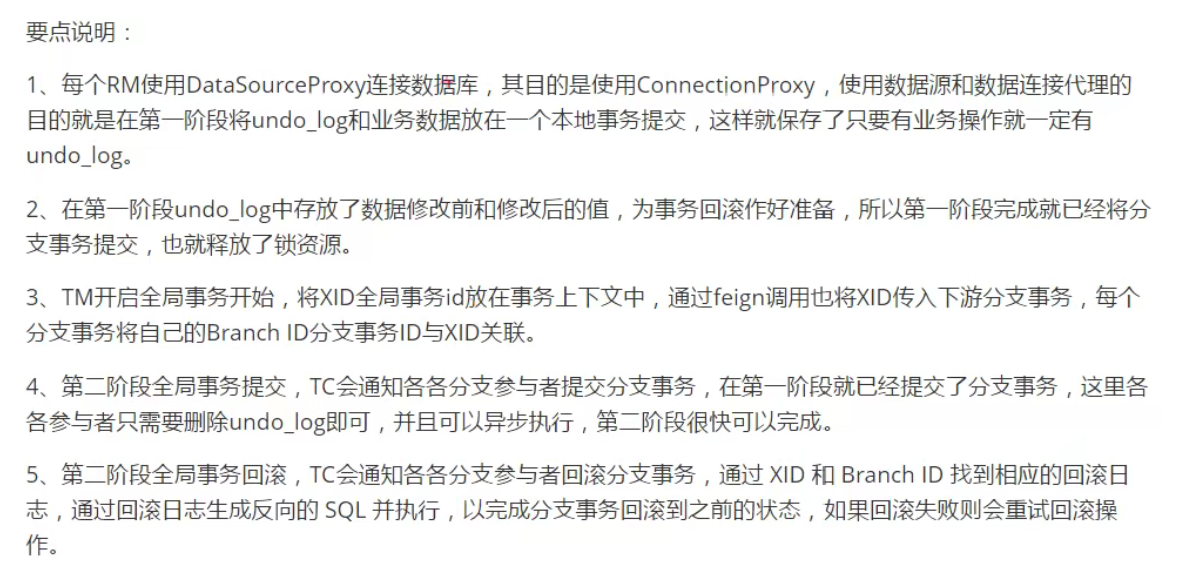 要点说明：
1、每个RM使用DataSourceProxy连接数据库，其目的是使用ConnectionProxy，使用数据源和数据连接代理的
目的就是在第一阶段将undo_log和业务数据放在一个本地事务提交，这样就保存了只要有业务操作就一定有
undo_log。
2、在第一阶段undo_log中存放了数据修改前和修改后的值，为事务回滚作好准备，所以第一阶段完成就已经将分
支事务提交，也就释放了锁资源。
3、TM开启全局事务开始，将XID全局事务id放在事务上下文中，通过feign调用也将XID传入下游分支事务，每个
分支事务将自己的Branch ID分支事务ID与XID关联。
4、第二阶段全局事务提交，TC会通知各各分支参与者提交分支事务，在第一阶段就已经提交了分支事务，这里各
各参与者只需要删除undo_log即可，并且可以异步执行，第二阶段很快可以完成。
5、第二阶段全局事务回滚，TC会通知各各分支参与者回滚分支事务，通过 XID 和 Branch ID 找到相应的回滚日
志，通过回滚日志生成反向的 SQL 并执行，以完成分支事务回滚到之前的状态，如果回滚失败则会重试回滚操
作。